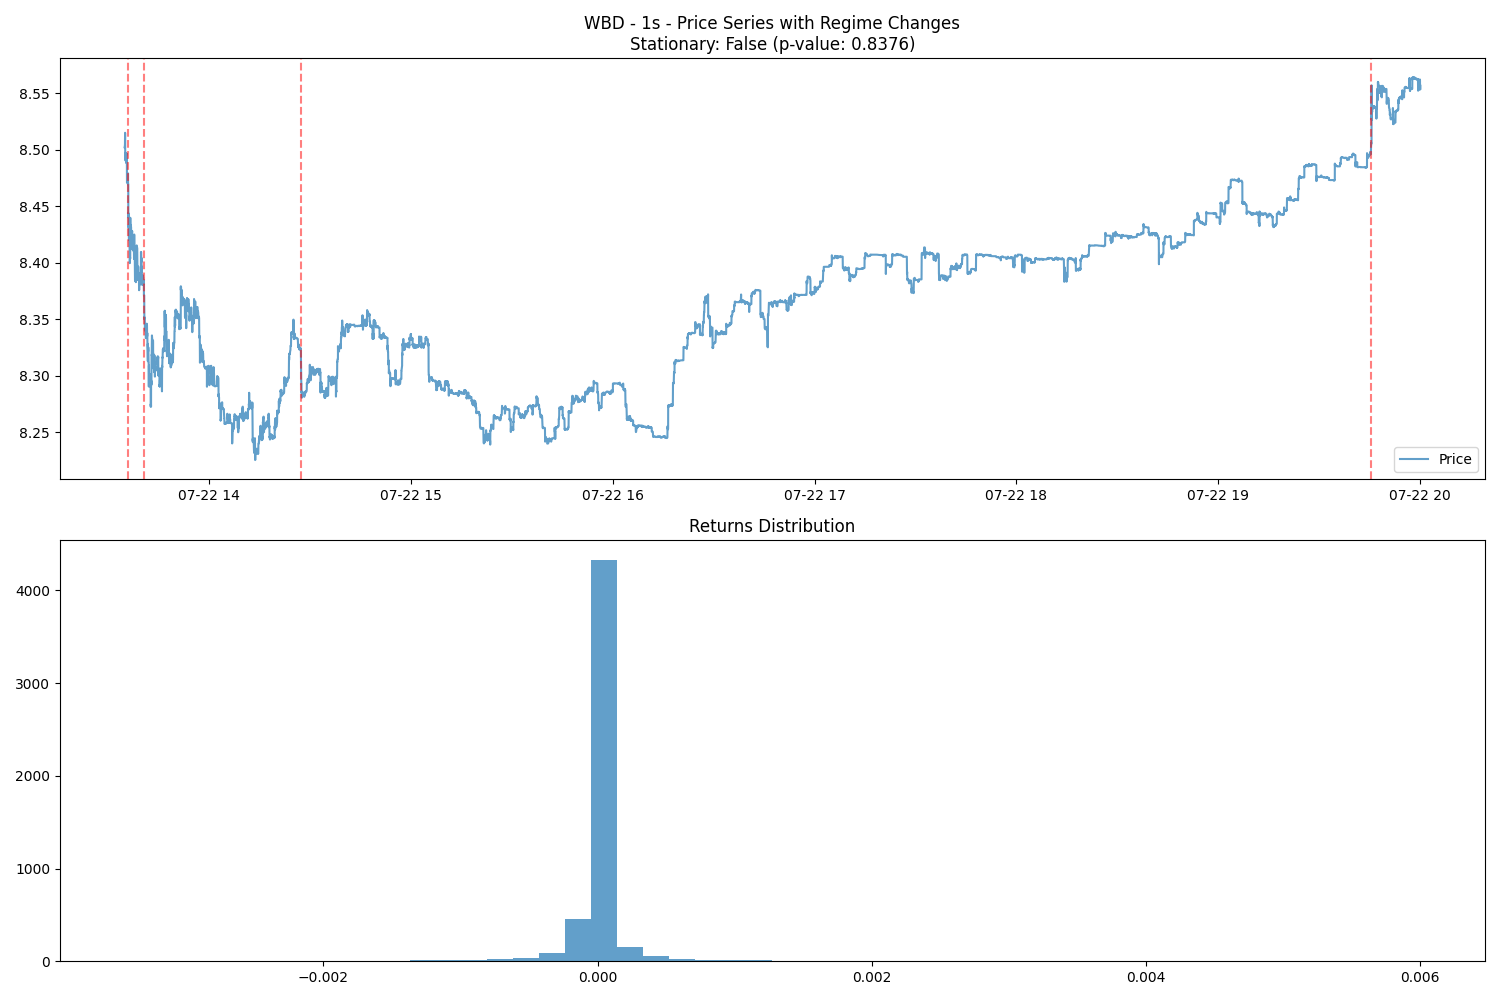 WBD - 1s - Price Series with Regime Changes
Stationary: False (p-value: 0.8376)
8.55
8.50
8.45
8.40
8.35
8.30
8.25
Price
07-22 14 07-22 15 07-22 16 07-22 17 07-22 18 07-22 19 07-22 20
Returns Distribution
4000
3000
2000
1000
0
−0.002 0.000 0.002 0.004 0.006